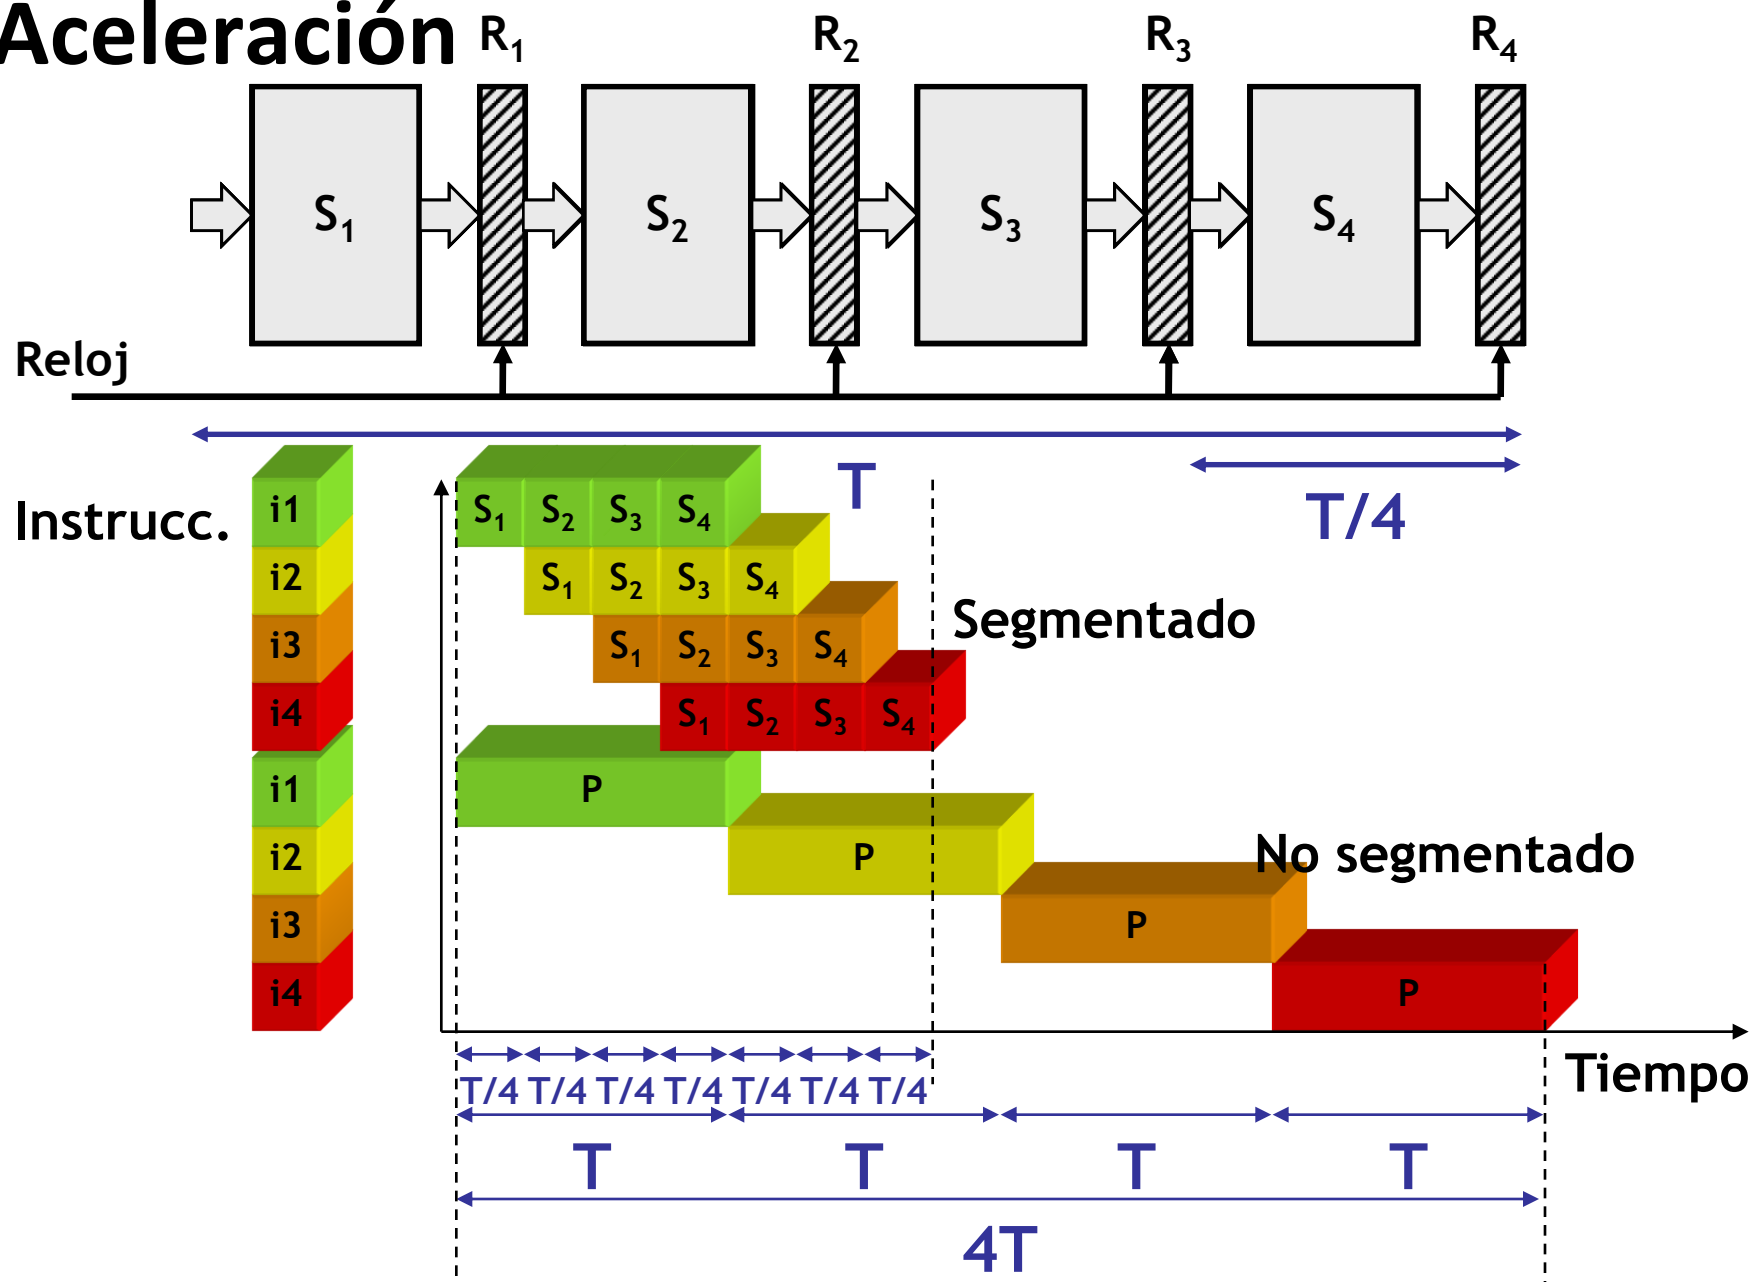 Aceleración
R1 R2 R3 R4
S1 S2 S3 S4
Reloj
T
T/4
Instrucc.
i1 S1 S2 S3 S4
i2 S1 S2 S3 S4
i3 S1 S2 S3 S4
i4 S1 S2 S3 S4
Segmentado
i1 P
i2 P
i3 P
i4 P
No segmentado
Tiempo
T/4 T/4 T/4 T/4 T/4 T/4 T/4
T T T T
4T